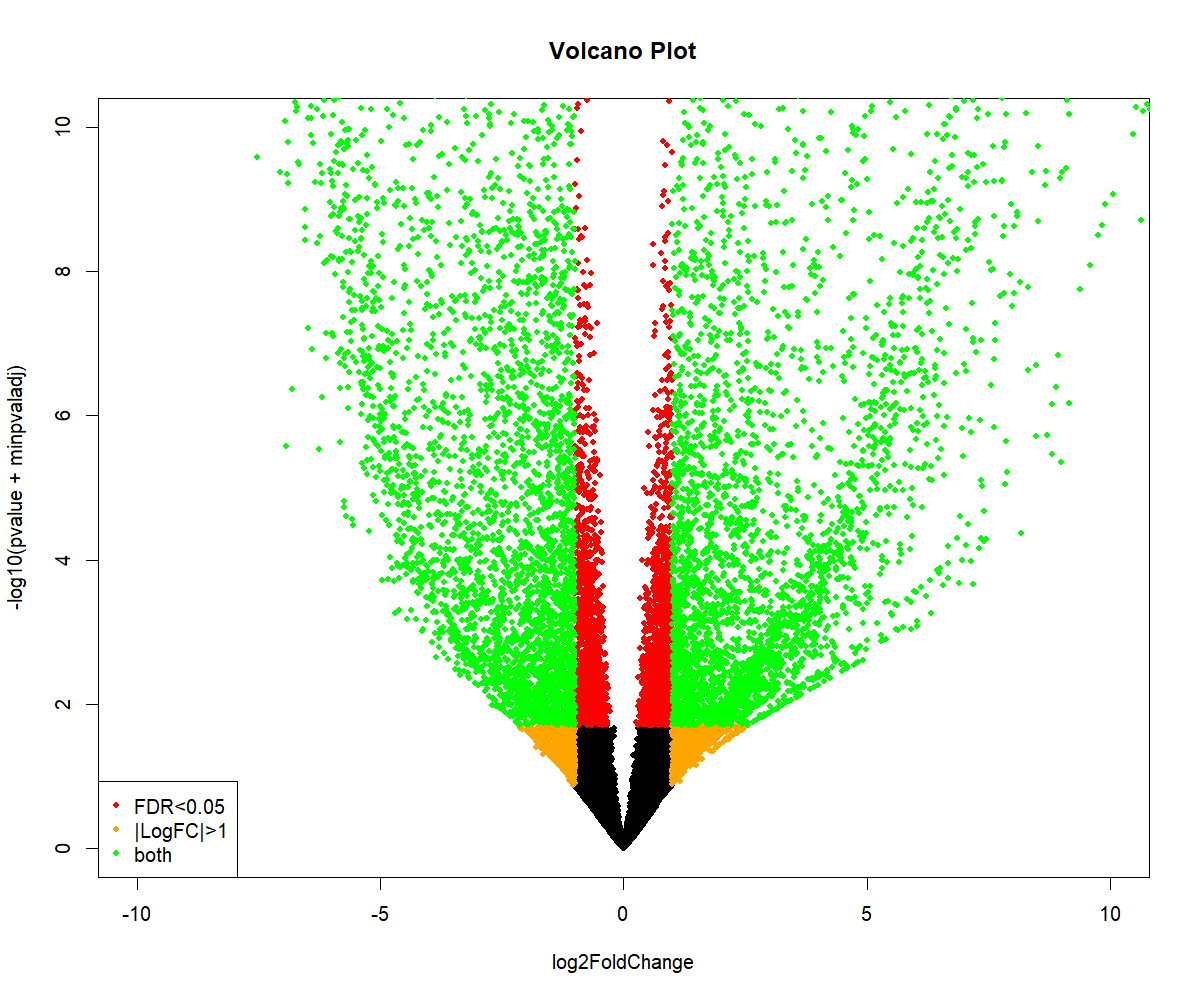 Volcano Plot
-log10(pvalue + minpvaladj)
10
8
6
4
2
0
FDR<0.05
|LogFC|>1
both
-10 -5 0 5 10
log2FoldChange